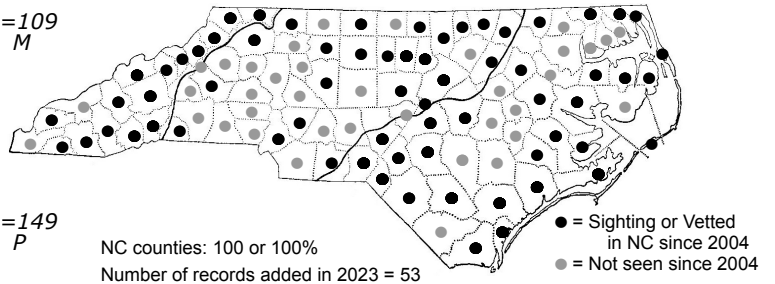 =109
M
=149
P
NC counties: 100 or 100%
Number of records added in 2023 = 53
= Sighting or Vetted
in NC since 2004
= Not seen since 2004